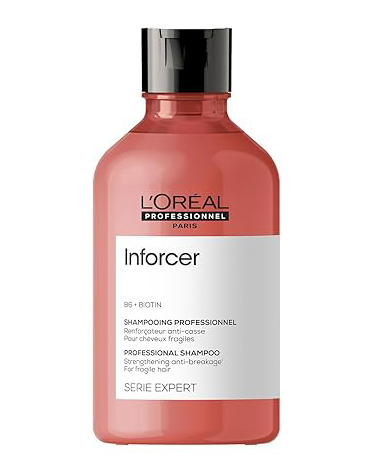 L'ORÉAL
PROFESSIONNEL
PARIS
Inforcer
B6 + BIOTIN
SHAMPOOING PROFESSIONNEL
Renforçateur anti-casse
Pour cheveux fragiles
PROFESSIONAL SHAMPOO
Strengthening anti-breakage*
For fragile hair
SERIE EXPERT